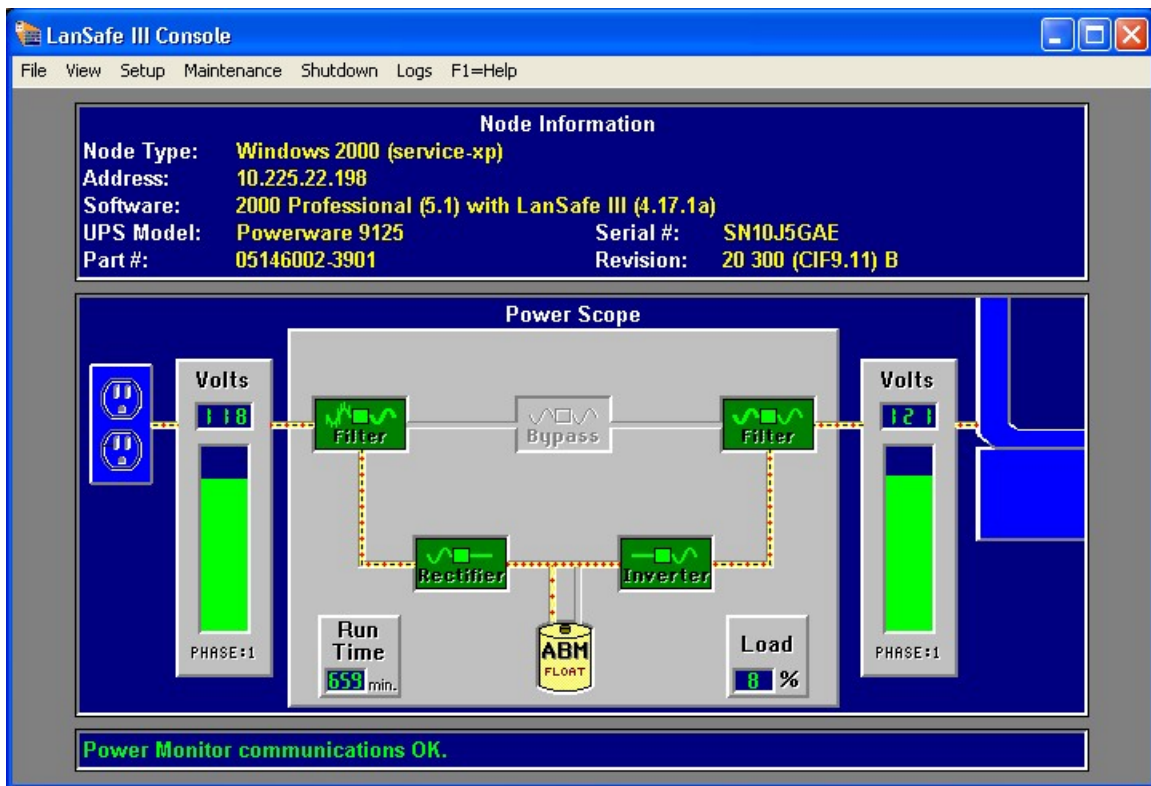 LanSafe III Console
File View Setup Maintenance Shutdown Logs F1=Help
Node Information
Node Type: Windows 2000 (service-xp)
Address: 10.225.22.198
Software: 2000 Professional (5.1) with LanSafe III (4.17.1a)
UPS Model: Powerware 9125 Serial #: SN10J5GAE
Part #: 05146002-3901 Revision: 20 300 (CIF9.11) B
Power Scope
Volts
118
PHASE:1
Filter
Bypass
Filter
Rectifier
Inverter
Run
Time
659 min.
ABM
FLOAT
Load
8 %
Volts
121
PHASE:1
Power Monitor communications OK.